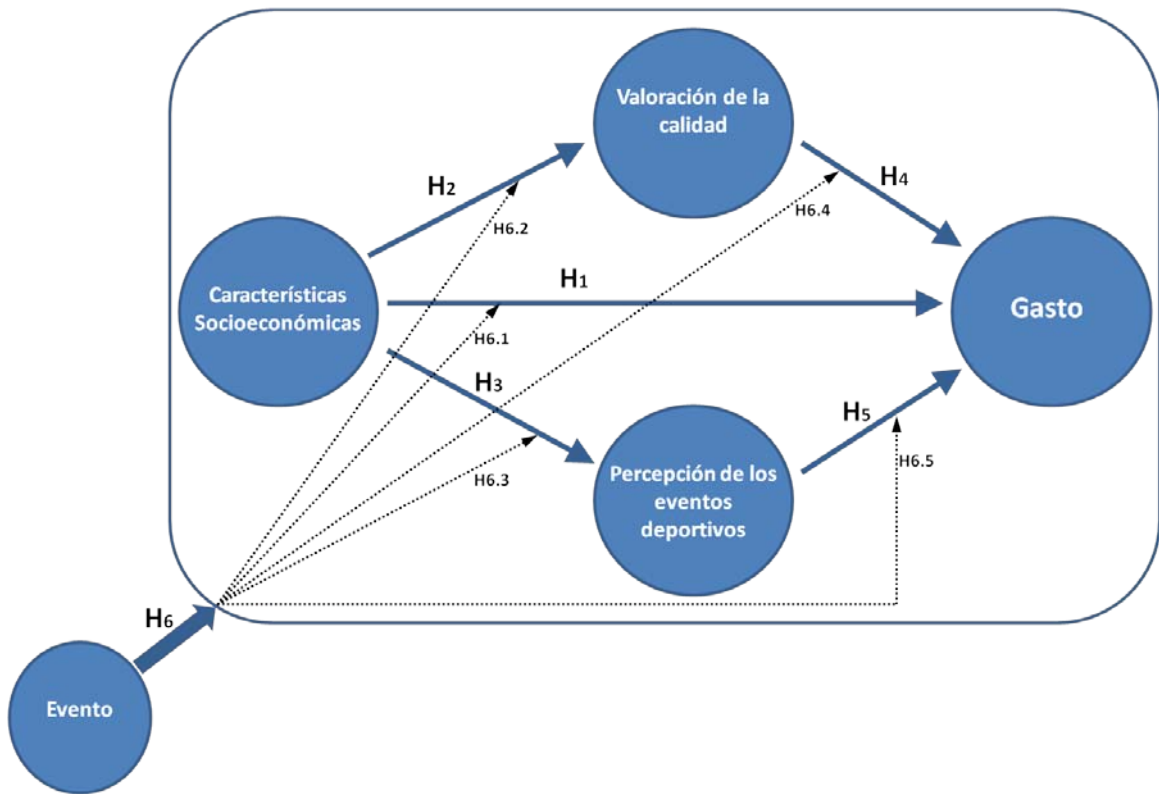 Valoración de la
calidad
H2
H4
H6.2
H6.4
Características
Socioeconómicas
H1
Gasto
H6.1
H3
H5
H6.3
H6.5
Percepción de los
eventos
deportivos
H6
Evento